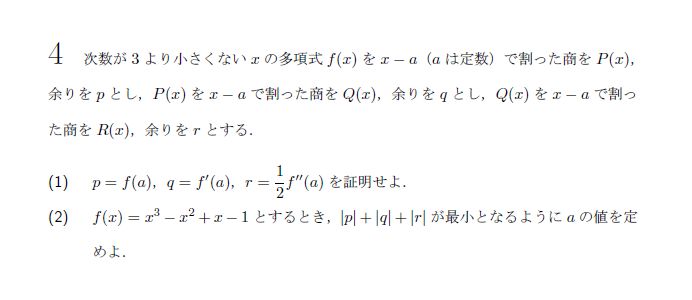 4 次数が 3 より小さくない x の多項式 f(x) を x − a（a は定数）で割った商を P(x),
余りを p とし，P(x) を x − a で割った商を Q(x)，余りを q とし，Q(x) を x − a で割っ
た商を R(x)，余りを r とする．
(1) p = f(a), q = f′(a), r = 1/2 f″(a) を証明せよ．
(2) f(x) = x³ − x² + x − 1 とするとき，|p| + |q| + |r| が最小となるように a の値を定
めよ．